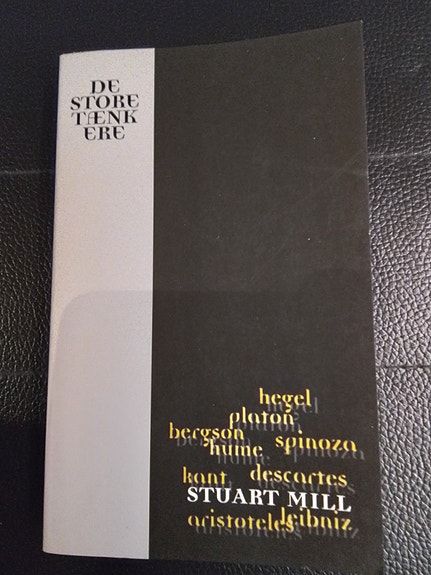 DE
STORE
TÆNK
ERE
hegel
platon
bergson spinoza
hume
kant descartes
STUART MILL
aristoteles leibniz